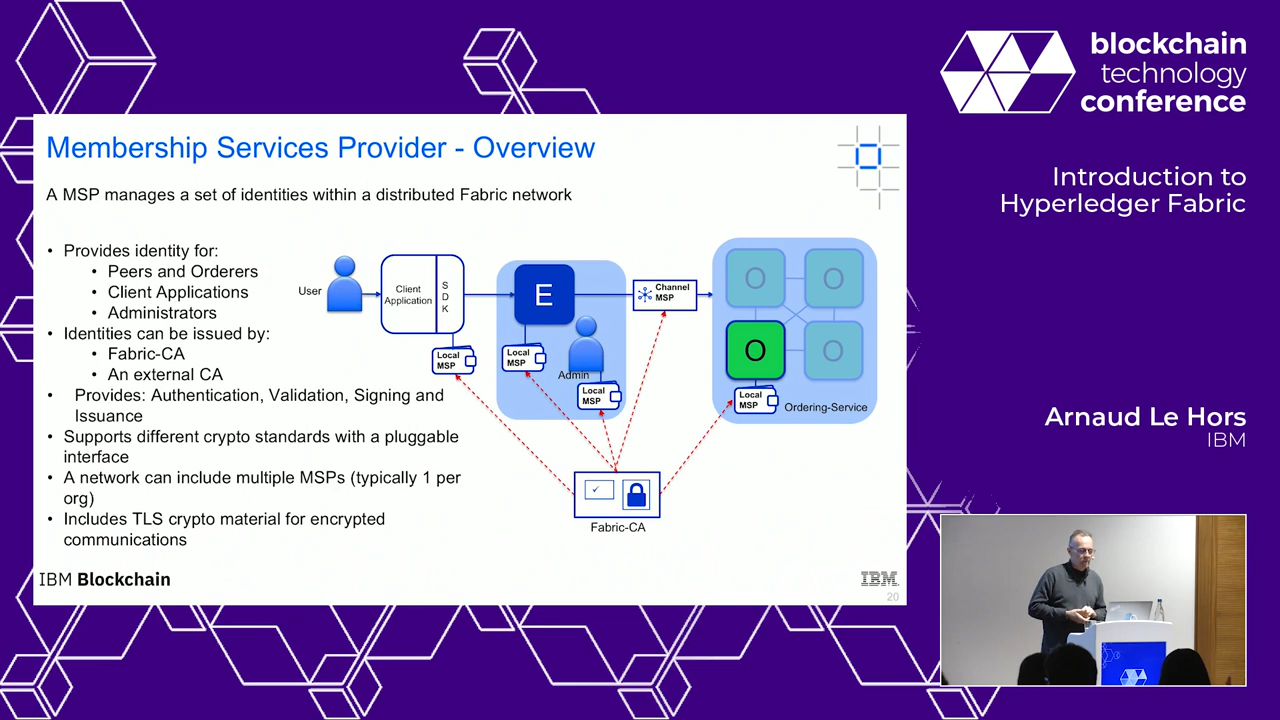 blockchain
technology
conference
Introduction to
Hyperledger Fabric
Arnaud Le Hors
IBM
Membership Services Provider - Overview
A MSP manages a set of identities within a distributed Fabric network
• Provides identity for:
• Peers and Orderers
• Client Applications
• Administrators
• Identities can be issued by:
• Fabric-CA
• An external CA
• Provides: Authentication, Validation, Signing and
Issuance
• Supports different crypto standards with a pluggable
interface
• A network can include multiple MSPs (typically 1 per
org)
• Includes TLS crypto material for encrypted
communications
User
Client
Application
S
D
K
Local
MSP
E
Local
MSP
Admin
Local
MSP
Channel
MSP
O
O
O
O
Local
MSP
Ordering-Service
Fabric-CA
IBM Blockchain
IBM
20